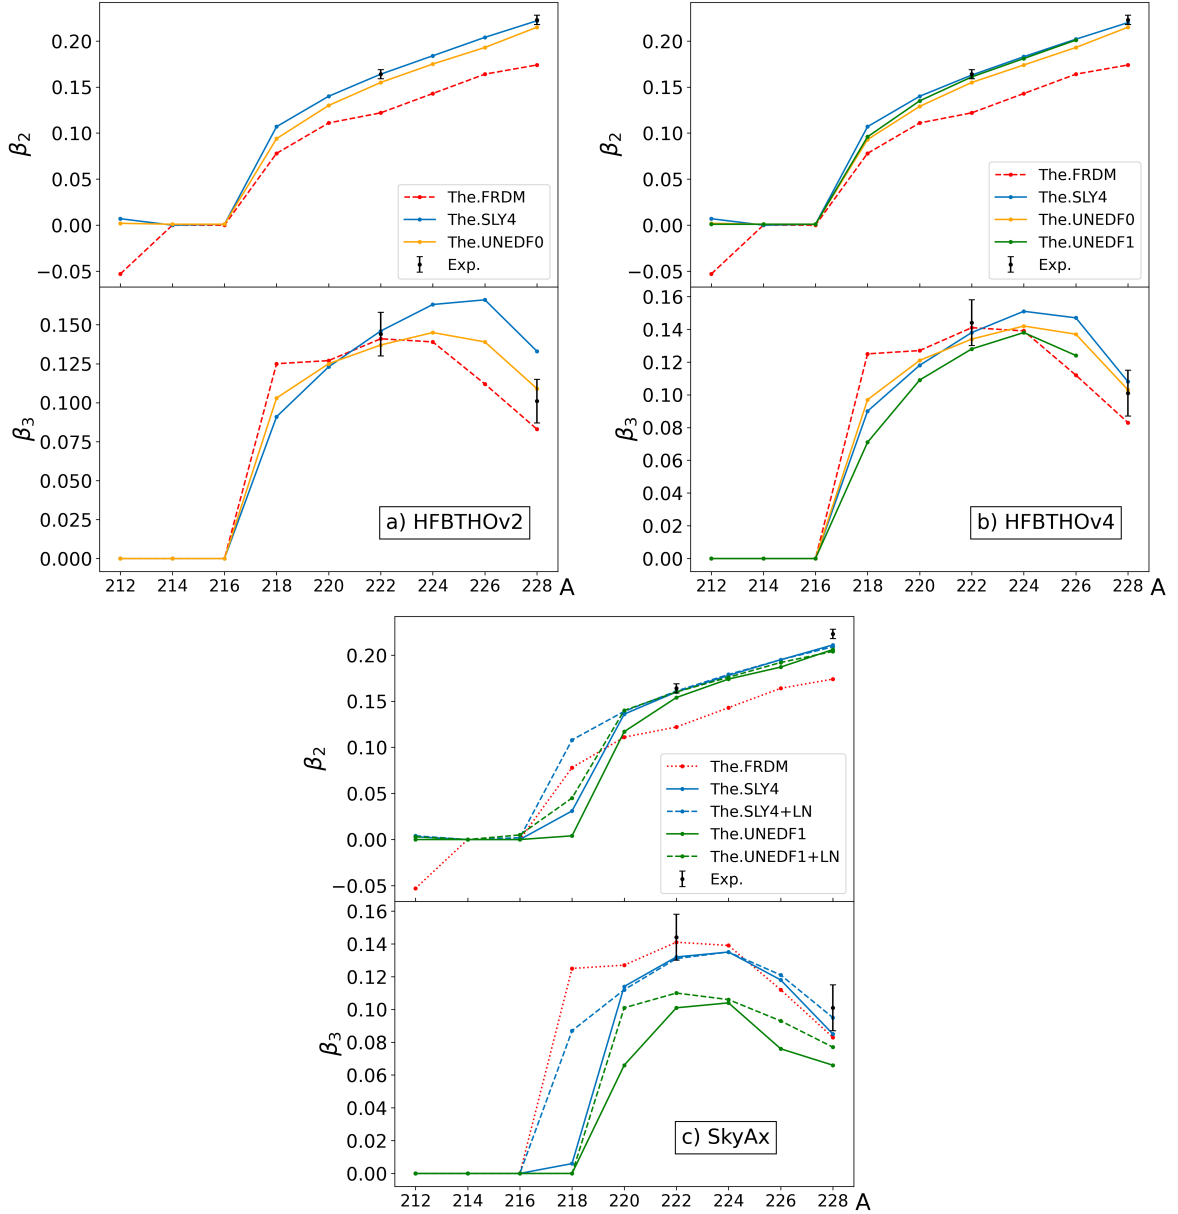 0.20
0.15
0.10
0.05
0.00
−0.05
β2
The.FRDM
The.SLY4
The.UNEDF0
Exp.
0.150
0.125
0.100
0.075
0.050
0.025
0.000
β3
a) HFBTHOv2
212 214 216 218 220 222 224 226 228 A
0.20
0.15
0.10
0.05
0.00
−0.05
β2
The.FRDM
The.SLY4
The.UNEDF0
The.UNEDF1
Exp.
0.16
0.14
0.12
0.10
0.08
0.06
0.04
0.02
0.00
β3
b) HFBTHOv4
212 214 216 218 220 222 224 226 228 A
0.20
0.15
0.10
0.05
0.00
−0.05
β2
The.FRDM
The.SLY4
The.SLY4+LN
The.UNEDF1
The.UNEDF1+LN
Exp.
0.16
0.14
0.12
0.10
0.08
0.06
0.04
0.02
0.00
β3
c) SkyAx
212 214 216 218 220 222 224 226 228 A